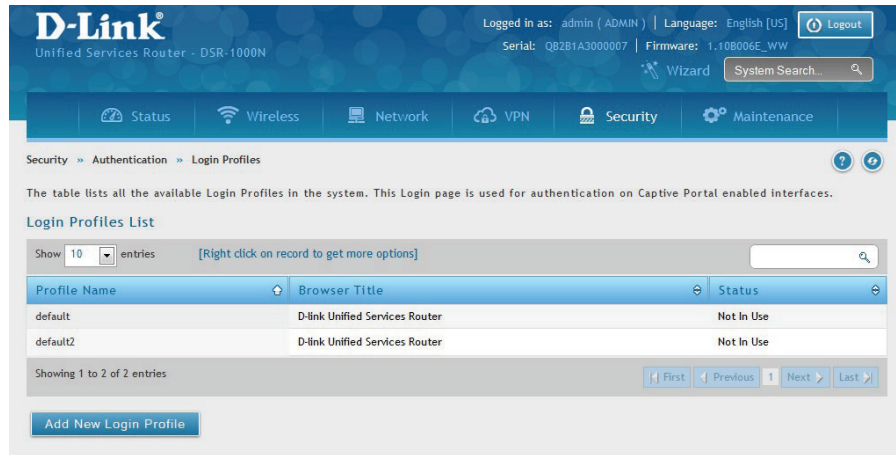 D-Link
Unified Services Router - DSR-1000N
Logged in as: admin ( ADMIN ) | Language: English [US]
Logout
Serial: QB2B1A3000007 | Firmware: 1.10B006E_WW
Wizard
System Search...
Status
Wireless
Network
VPN
Security
Maintenance
Security » Authentication » Login Profiles
The table lists all the available Login Profiles in the system. This Login page is used for authentication on Captive Portal enabled interfaces.
Login Profiles List
Show 10 entries [Right click on record to get more options]
Profile Name Browser Title Status
default D-link Unified Services Router Not In Use
default2 D-link Unified Services Router Not In Use
Showing 1 to 2 of 2 entries
First Previous 1 Next Last
Add New Login Profile